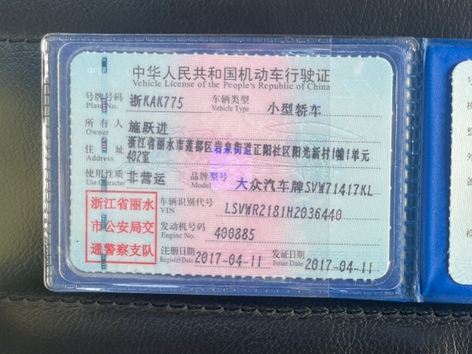 中华人民共和国机动车行驶证
Vehicle License of the People's Republic of China
号牌号码 浙KAK775 车辆类型 小型轿车
Plate No. Vehicle Type
所有人 施跃进
Owner
住址 浙江省丽水市莲都区岩泉街道正阳社区阳光新村1幢1单元
Address 402室
使用性质 非营运 品牌型号 大众汽车牌SVW71417KL
Use Character Model
浙江省丽水
市公安局交
通警察支队
车辆识别代号 LSVWR2181H2036440
VIN
发动机号码 400885
Engine No.
注册日期 2017-04-11 发证日期 2017-04-11
Register Date Issue Date